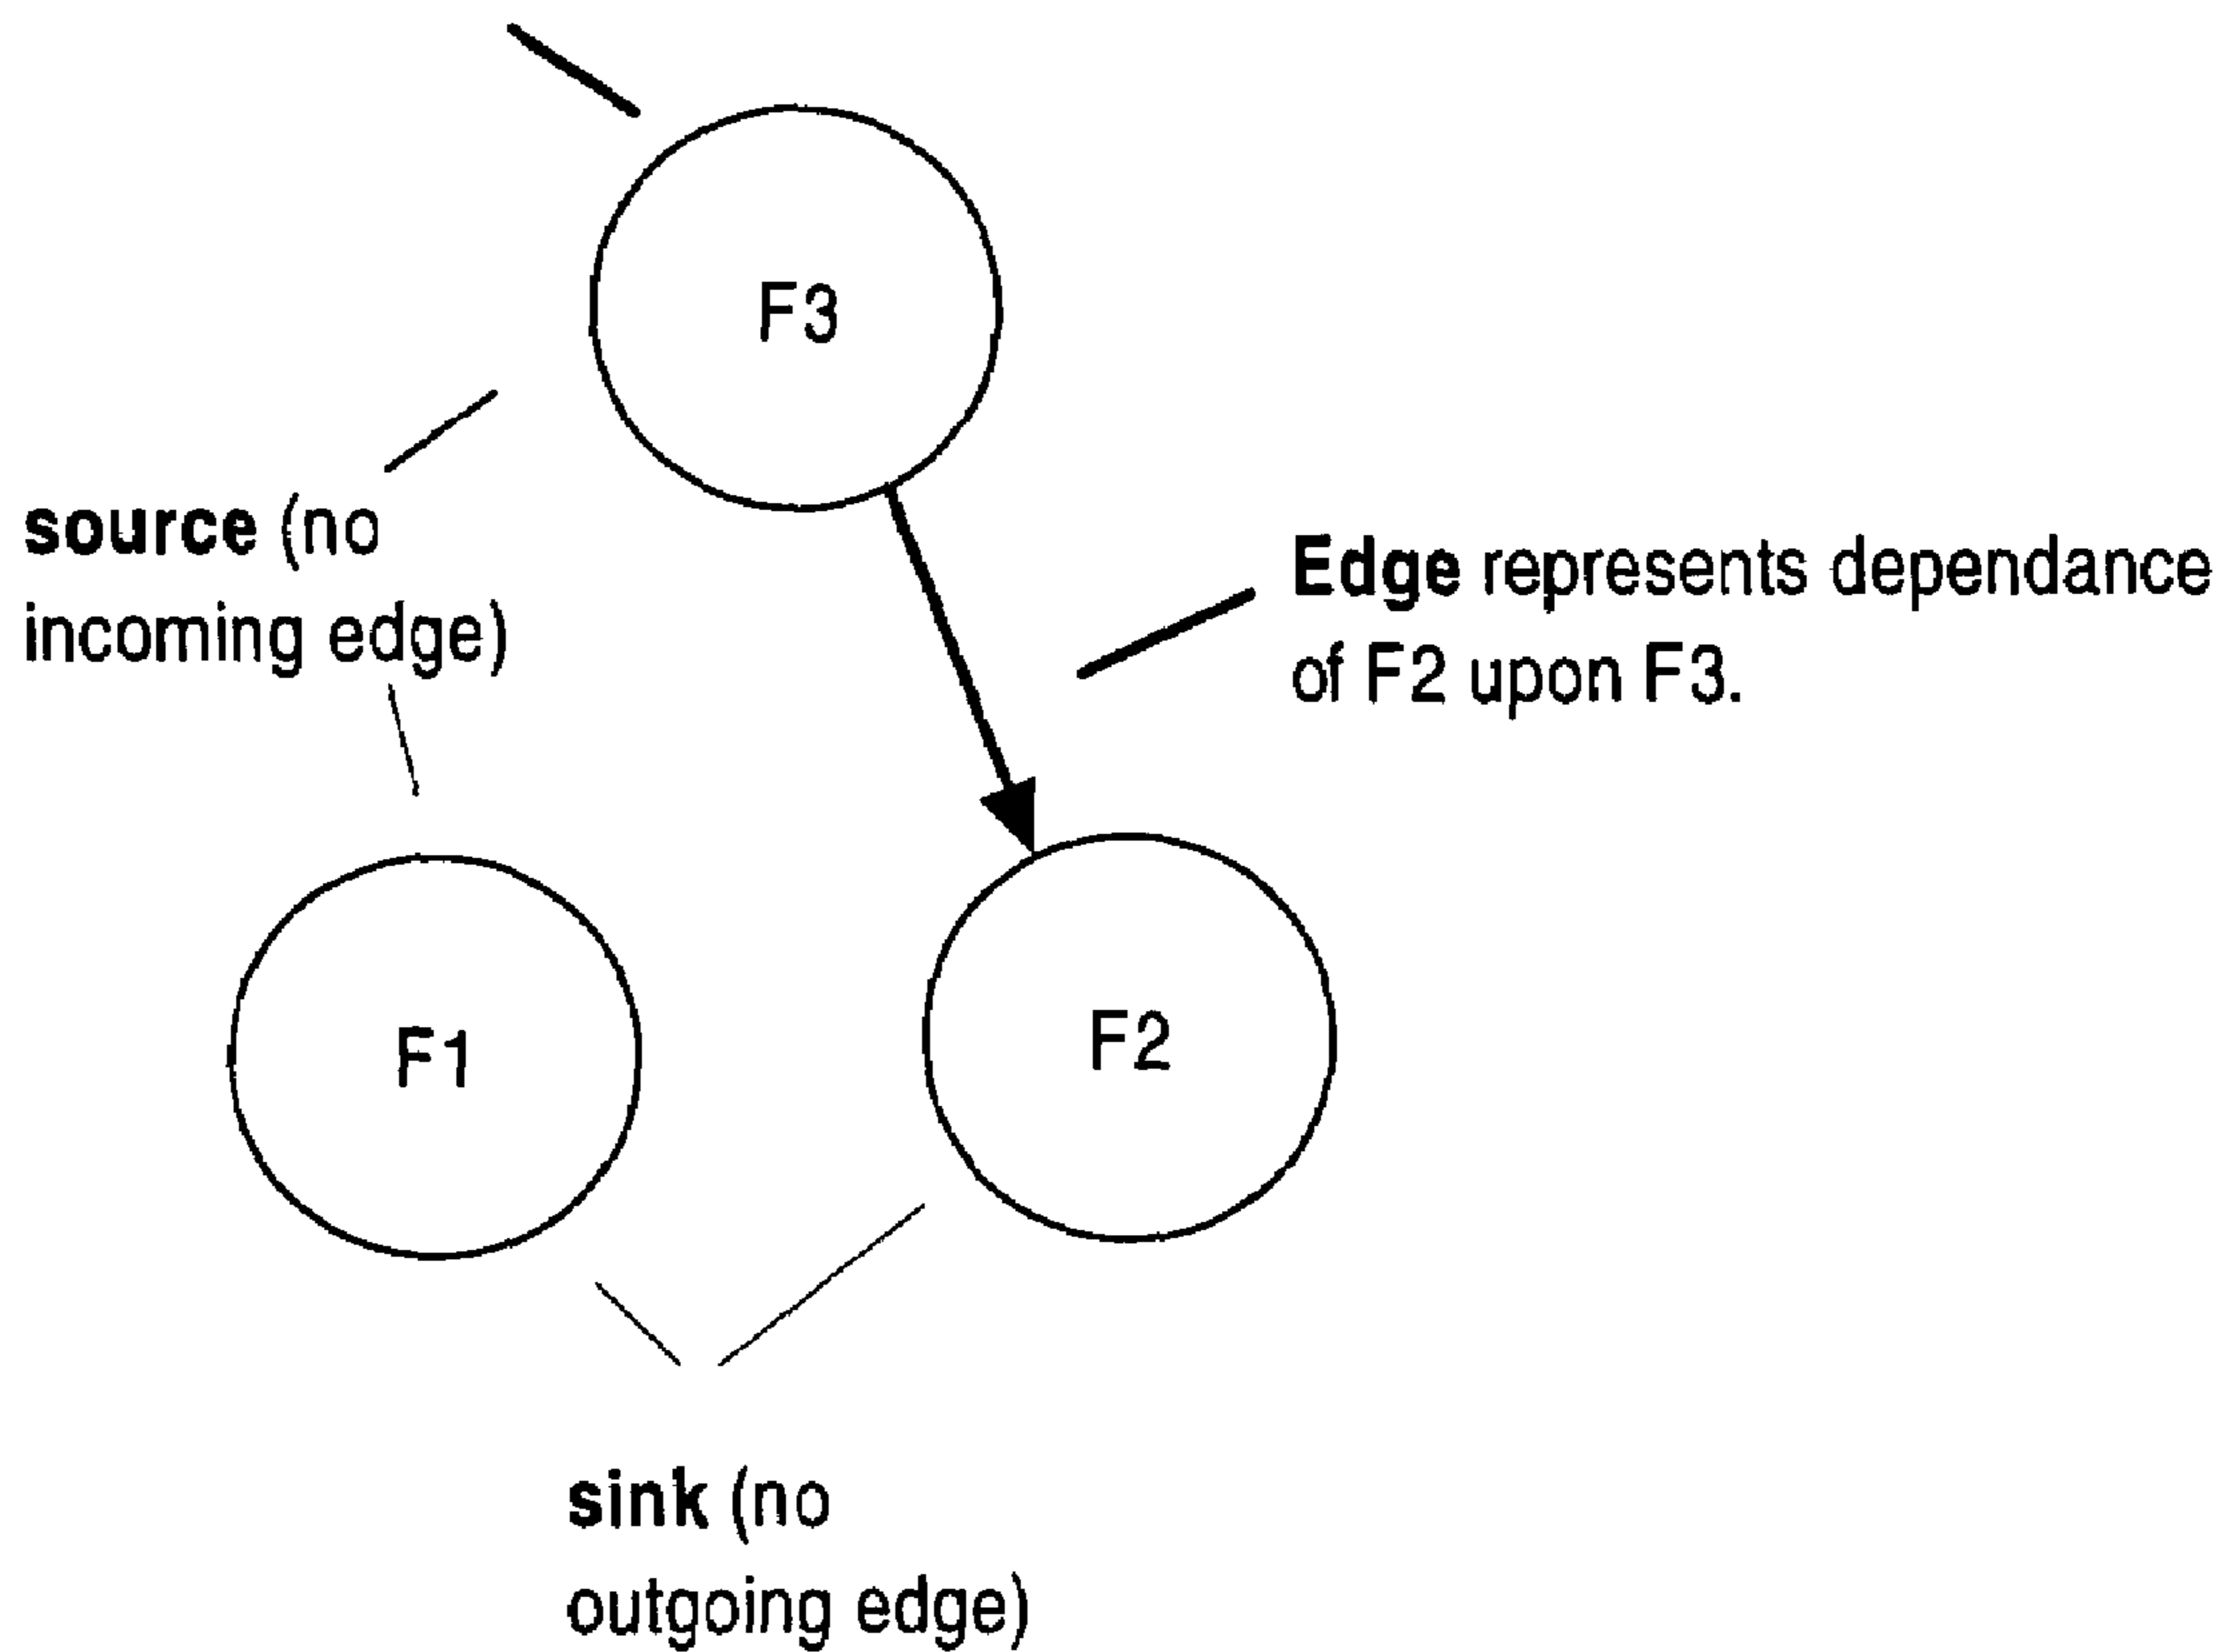 F3
source (no
incoming edge)
Edge represents dependance
of F2 upon F3.
F1
F2
sink (no
outgoing edge)